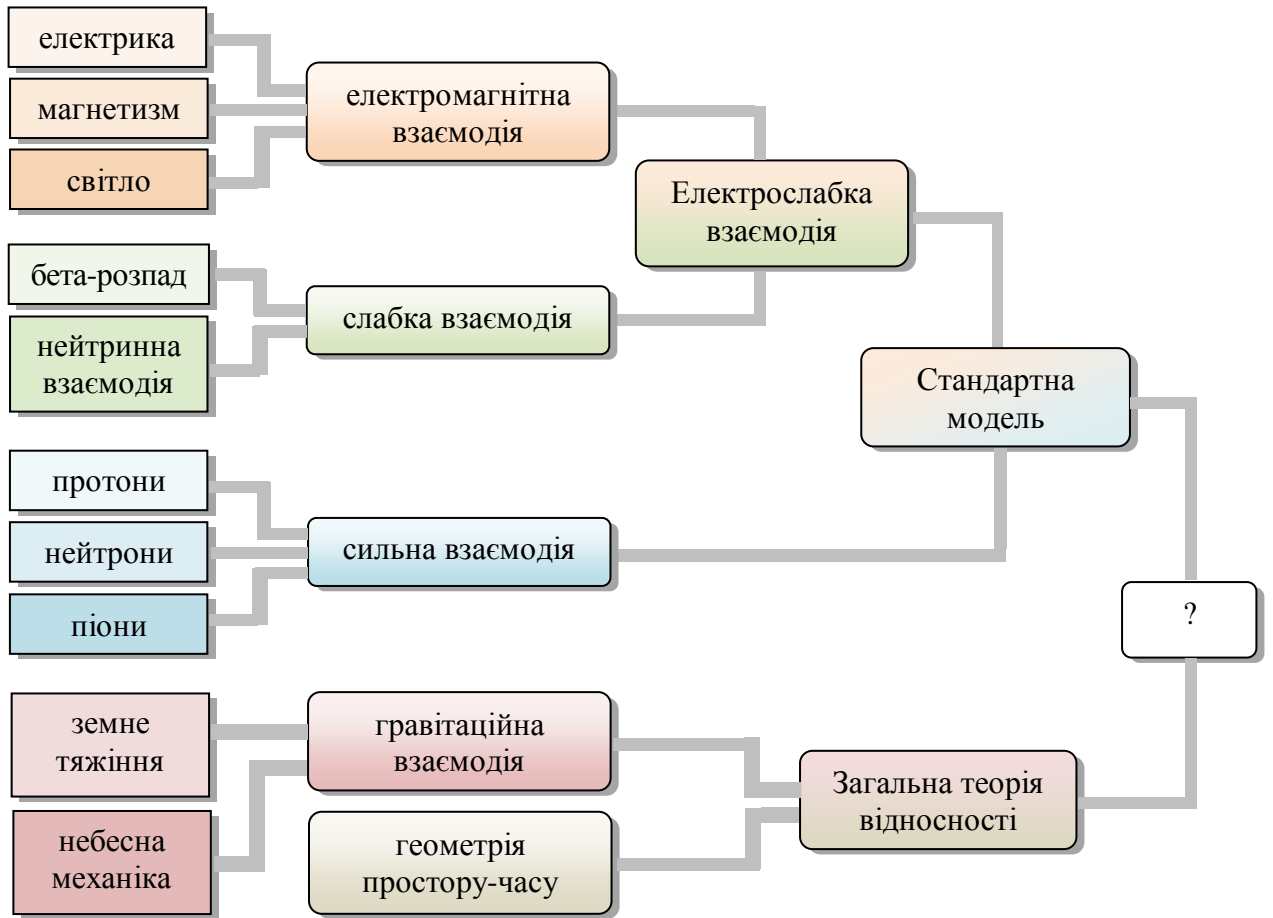 електрика
магнетизм
світло
електромагнітна
взаємодія
Електрослабка
взаємодія
бета-розпад
нейтринна
взаємодія
слабка взаємодія
Стандартна
модель
протони
нейтрони
піони
сильна взаємодія
?
земне
тяжіння
небесна
механіка
гравітаційна
взаємодія
геометрія
простору-часу
Загальна теорія
відносності